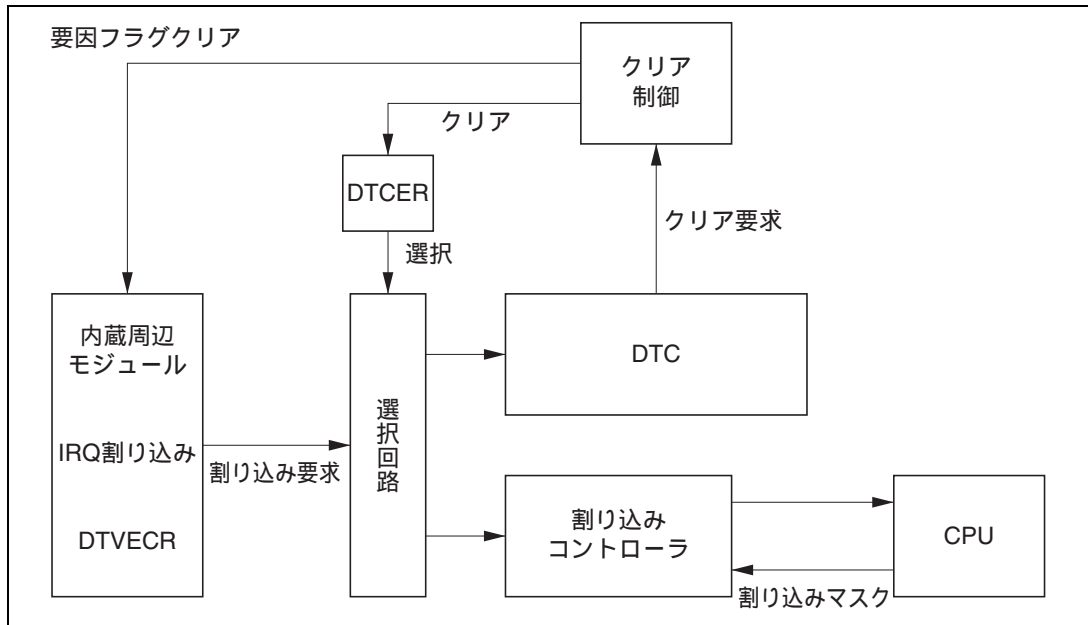 要因フラグクリア
クリア
制御
クリア
DTCER
クリア要求
選択
内蔵周辺
モジュール
DTC
選択回路
IRQ割り込み
割り込み要求
割り込み
コントローラ
CPU
DTVECR
割り込みマスク